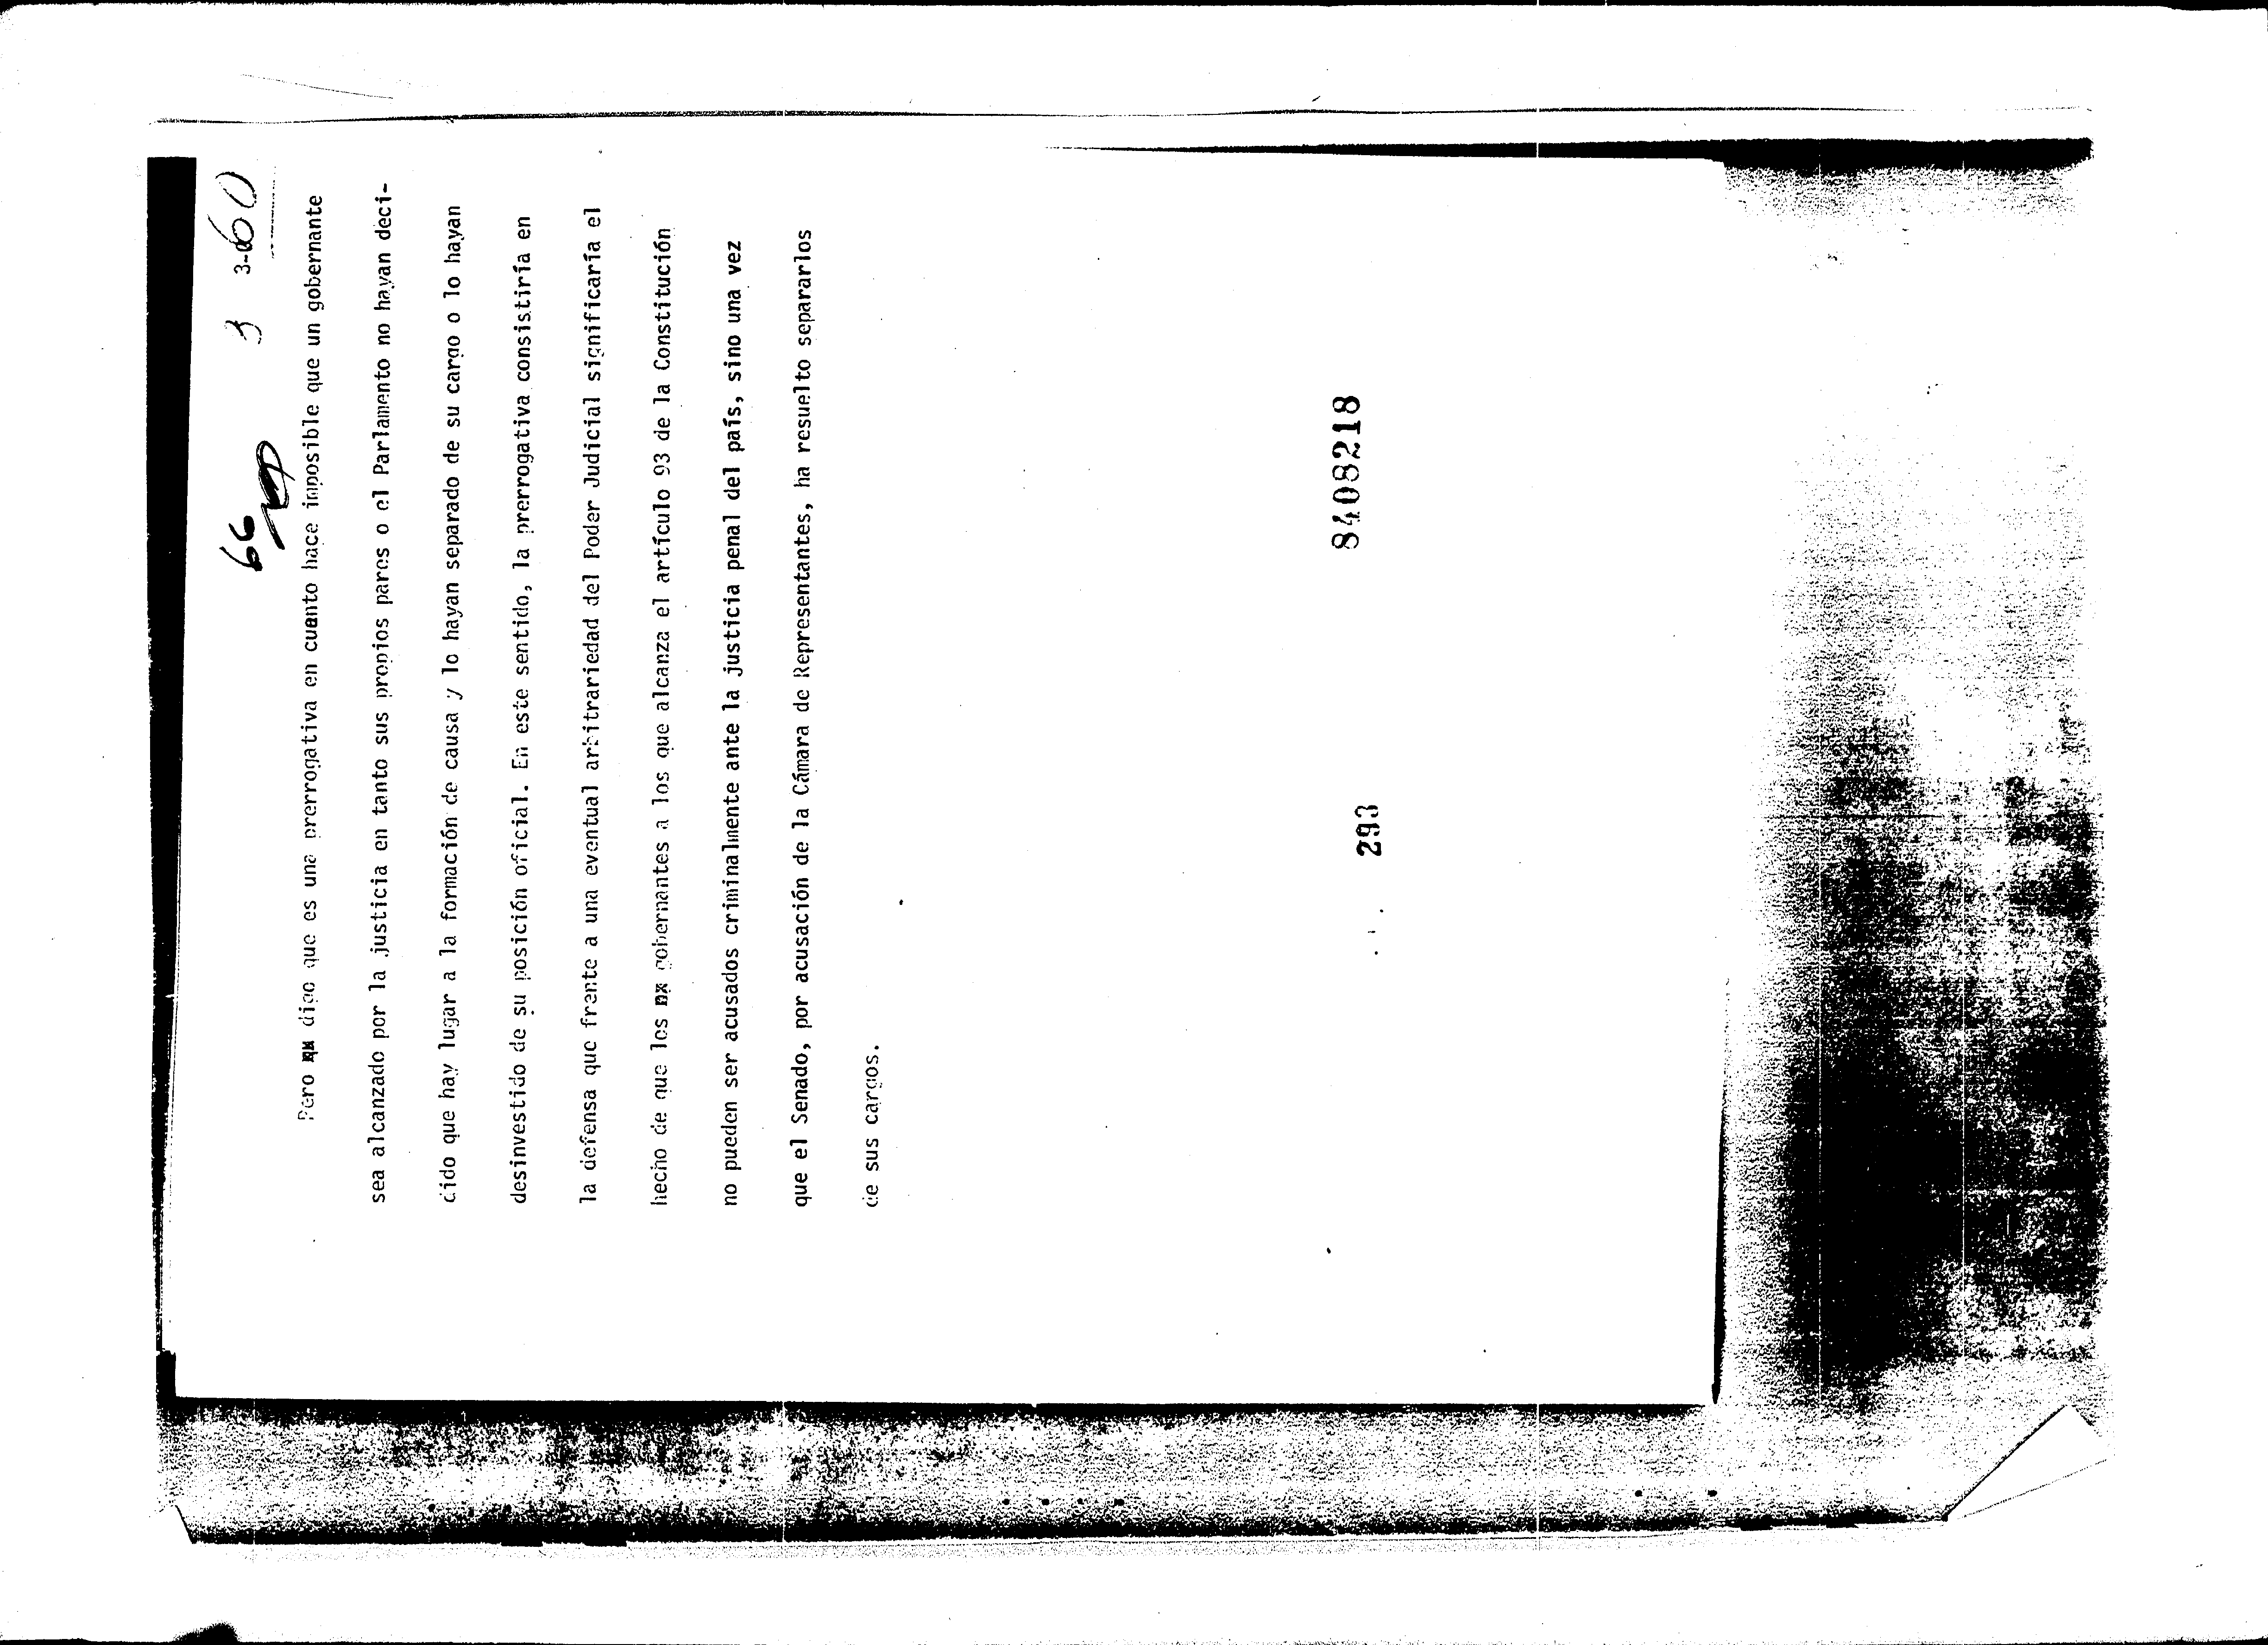 66
3 3-60
Pero qu digo que es una prerrogativa en cuanto hace imposible que un gobernante
sea alcanzado por la justicia en tanto sus propios pares o el Parlamento no hayan deci-
dido que hay lugar a la formación de causa y lo hayan separado de su cargo o lo hayan
desinvestido de su posición oficial. En este sentido, la prerrogativa consistiría en
la defensa que frente a una eventual arbitrariedad del Poder Judicial significaría el
hecho de que los gobernantes a los que alcanza el artículo 93 de la Constitución
no pueden ser acusados criminalmente ante la justicia penal del país, sino una vez
que el Senado, por acusación de la Cámara de Representantes, ha resuelto separarlos
de sus cargos.
293
8408218